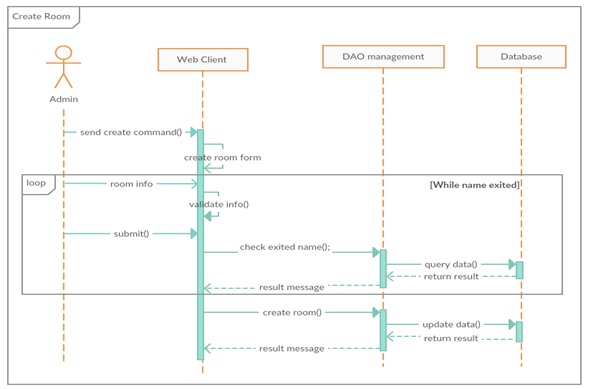 Create Room
Admin
Web Client
DAO management
Database
send create command()
create room form
loop
[While name exited]
room info
validate info()
submit()
check exited name();
query data()
return result
result message
create room()
update data()
return result
result message